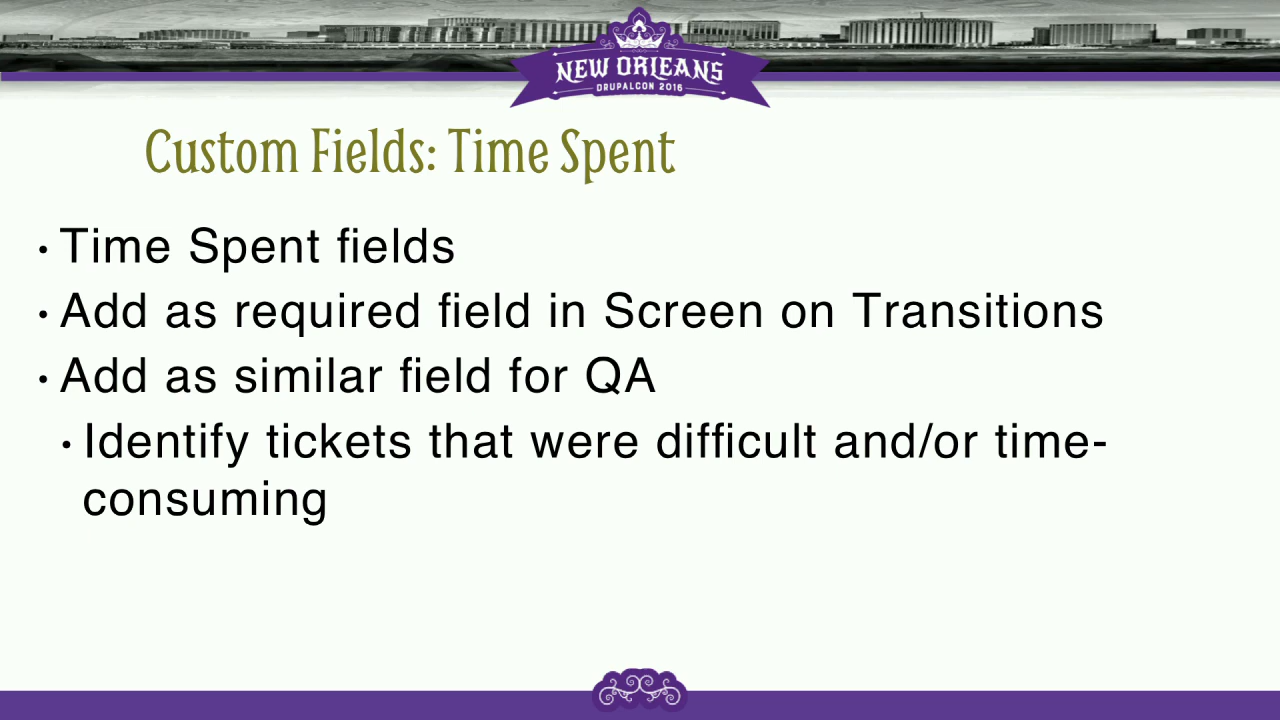 NEW ORLEANS
DRUPALCON 2016
Custom Fields: Time Spent
• Time Spent fields
• Add as required field in Screen on Transitions
• Add as similar field for QA
• Identify tickets that were difficult and/or time-
consuming